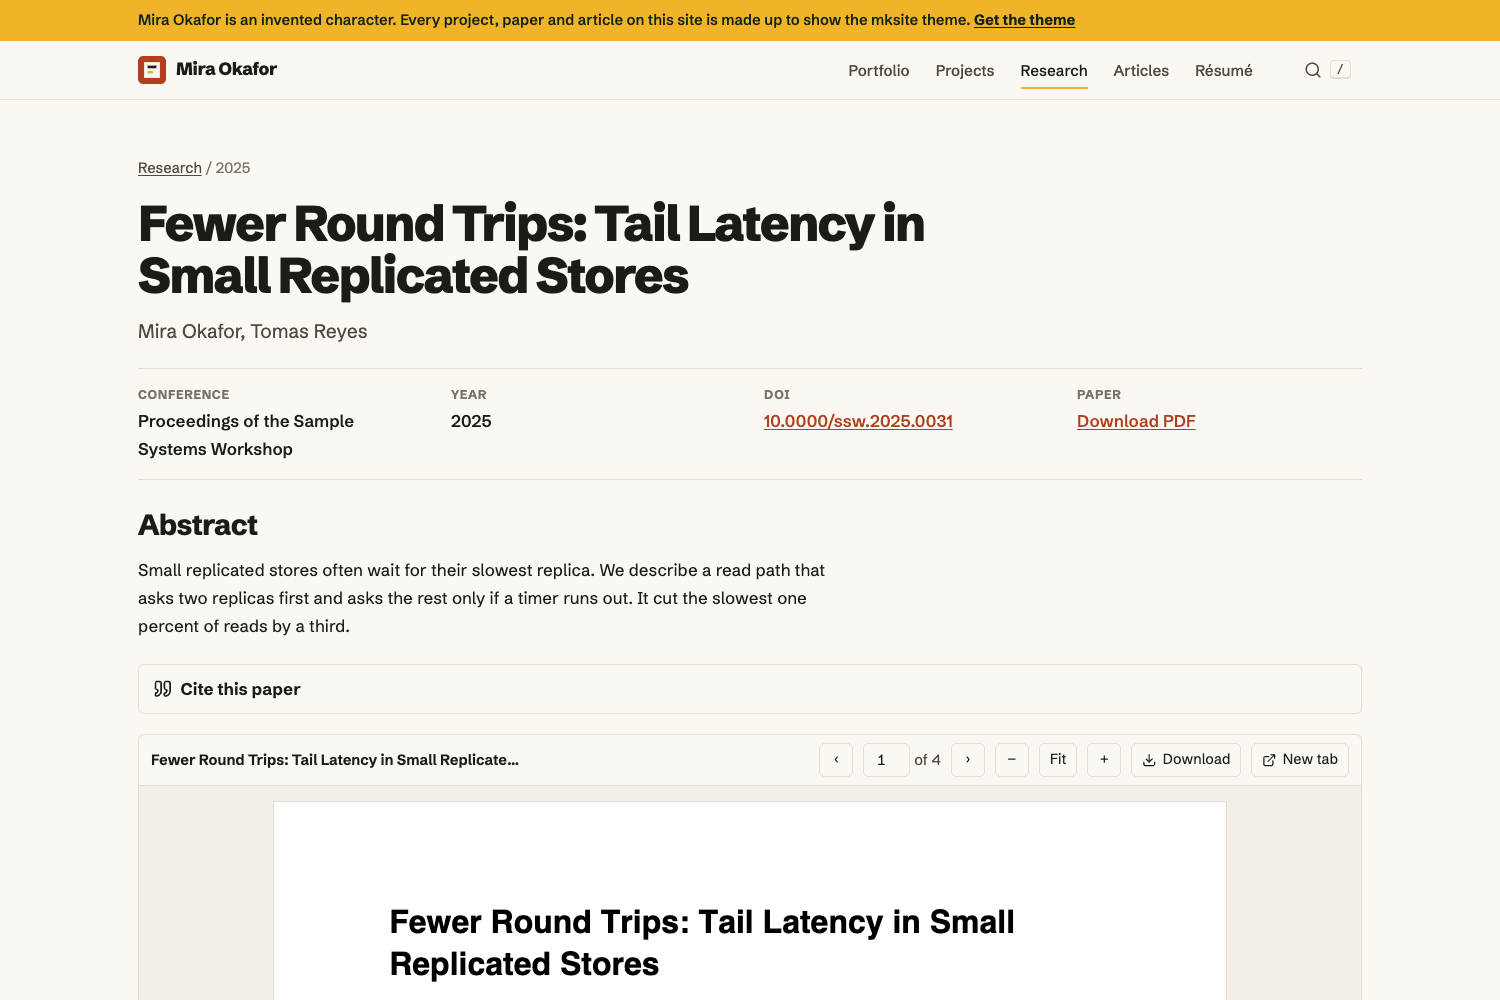 Mira Okafor is an invented character. Every project, paper and article on this site is made up to show the mksite theme. Get the theme
Mira Okafor
Portfolio Projects Research Articles Résumé /
Research / 2025
Fewer Round Trips: Tail Latency in
Small Replicated Stores
Mira Okafor, Tomas Reyes
CONFERENCE YEAR DOI PAPER
Proceedings of the Sample 2025 10.0000/ssw.2025.0031 Download PDF
Systems Workshop
Abstract
Small replicated stores often wait for their slowest replica. We describe a read path that
asks two replicas first and asks the rest only if a timer runs out. It cut the slowest one
percent of reads by a third.
Cite this paper
Fewer Round Trips: Tail Latency in Small Replicate... ‹ 1 of 4 › − Fit + Download New tab
Fewer Round Trips: Tail Latency in Small
Replicated Stores